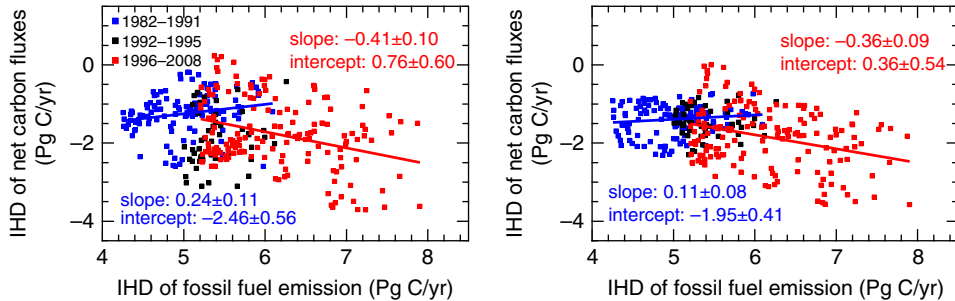 1982–1991
1992–1995
1996–2008
slope: −0.41±0.10
intercept: 0.76±0.60
0
−2
−4
slope: 0.24±0.11
intercept: −2.46±0.56
4 5 6 7 8
IHD of fossil fuel emission (Pg C/yr)
IHD of net carbon fluxes
(Pg C/yr)
slope: −0.36±0.09
intercept: 0.36±0.54
0
−2
−4
slope: 0.11±0.08
intercept: −1.95±0.41
4 5 6 7 8
IHD of fossil fuel emission (Pg C/yr)
IHD of net carbon fluxes
(Pg C/yr)